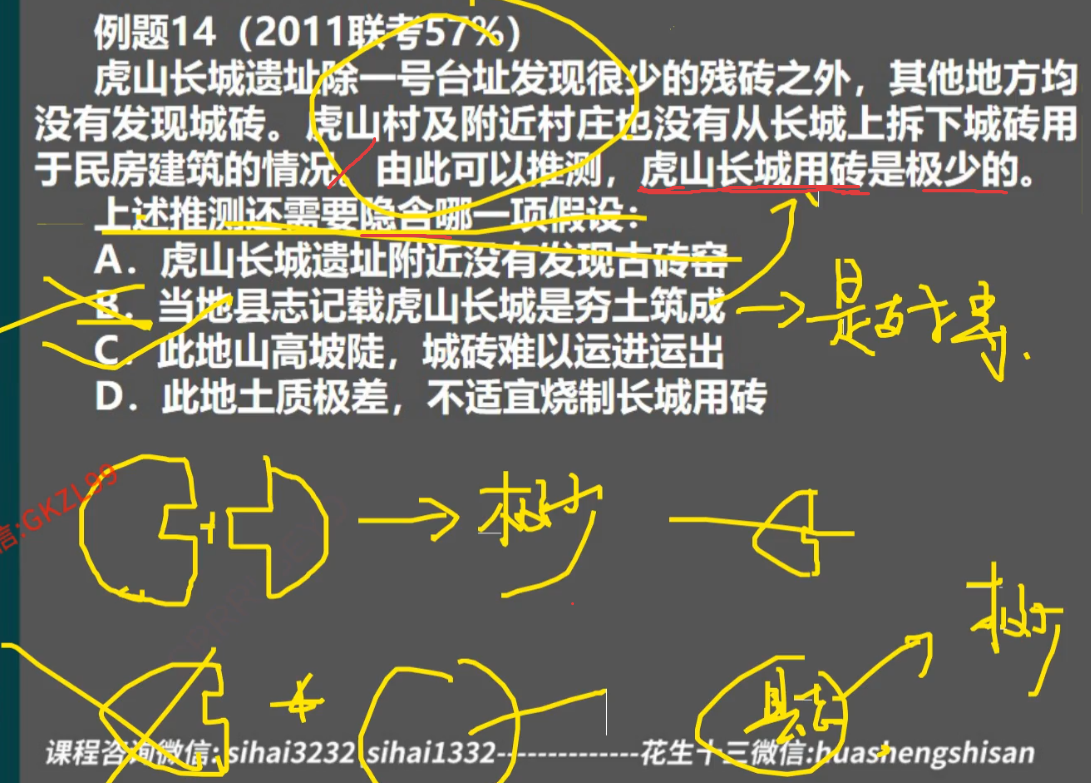 例题14（2011联考57%）
虎山长城遗址除一号台址发现很少的残砖之外，其他地方均
没有发现城砖。虎山村及附近村庄也没有从长城上拆下城砖用
于民房建筑的情况。由此可以推测，虎山长城用砖是极少的。
上述推测还需要隐含哪一项假设：
A．虎山长城遗址附近没有发现古砖窑
B．当地县志记载虎山长城是夯土筑成
C．此地山高坡陡，城砖难以运进运出
D．此地土质极差，不适宜烧制长城用砖
信:GKZL99
极少
极少
县志
课程咨询微信: sihai3232 sihai1332--------------花生十三微信:huashengshisan